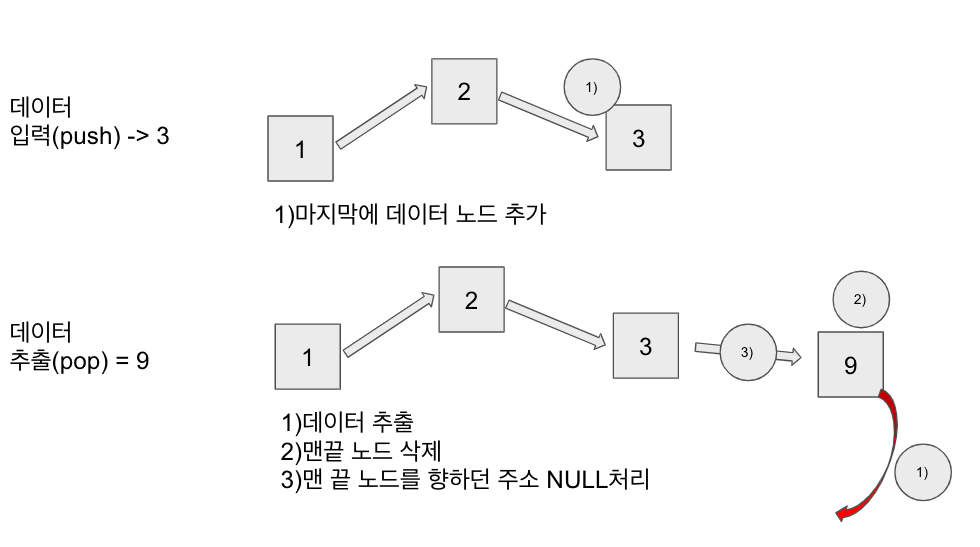 데이터
입력(push) -> 3
1
2
1)
3
1)마지막에 데이터 노드 추가
데이터
추출(pop) = 9
1
2
3
3)
2)
9
1)
1)데이터 추출
2)맨끝 노드 삭제
3)맨 끝 노드를 향하던 주소 NULL처리